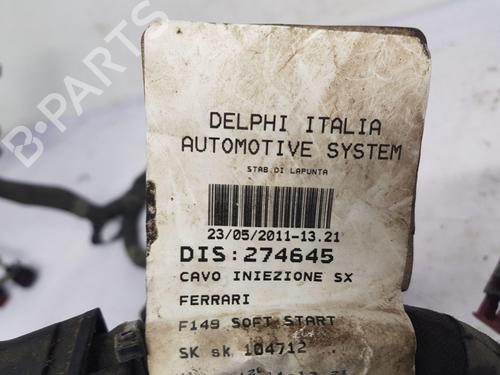 DELPHI ITALIA
AUTOMOTIVE SYSTEM
STAB.DI LAPUNTA
23/05/2011-13.21
DIS:274645
CAVO INIEZIONE SX
FERRARI
F149 SOFT START
SK sk 104712